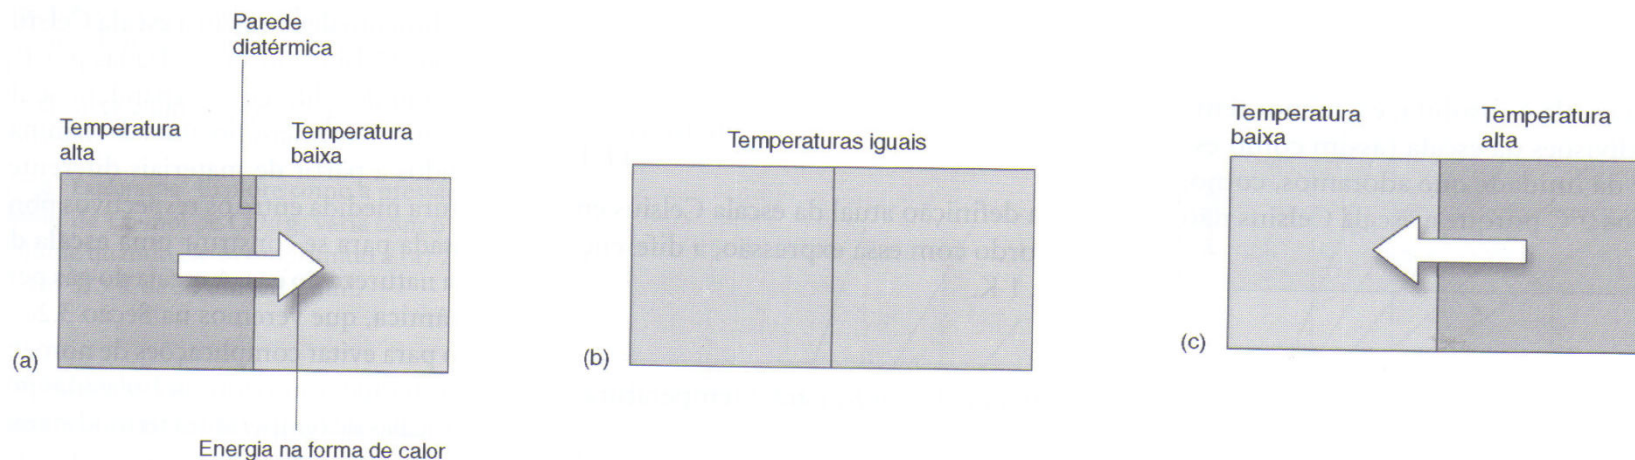 Parede
diatérmica
Temperatura
alta
Temperatura
baixa
(a)
Energia na forma de calor
Temperaturas iguais
(b)
Temperatura
baixa
Temperatura
alta
(c)